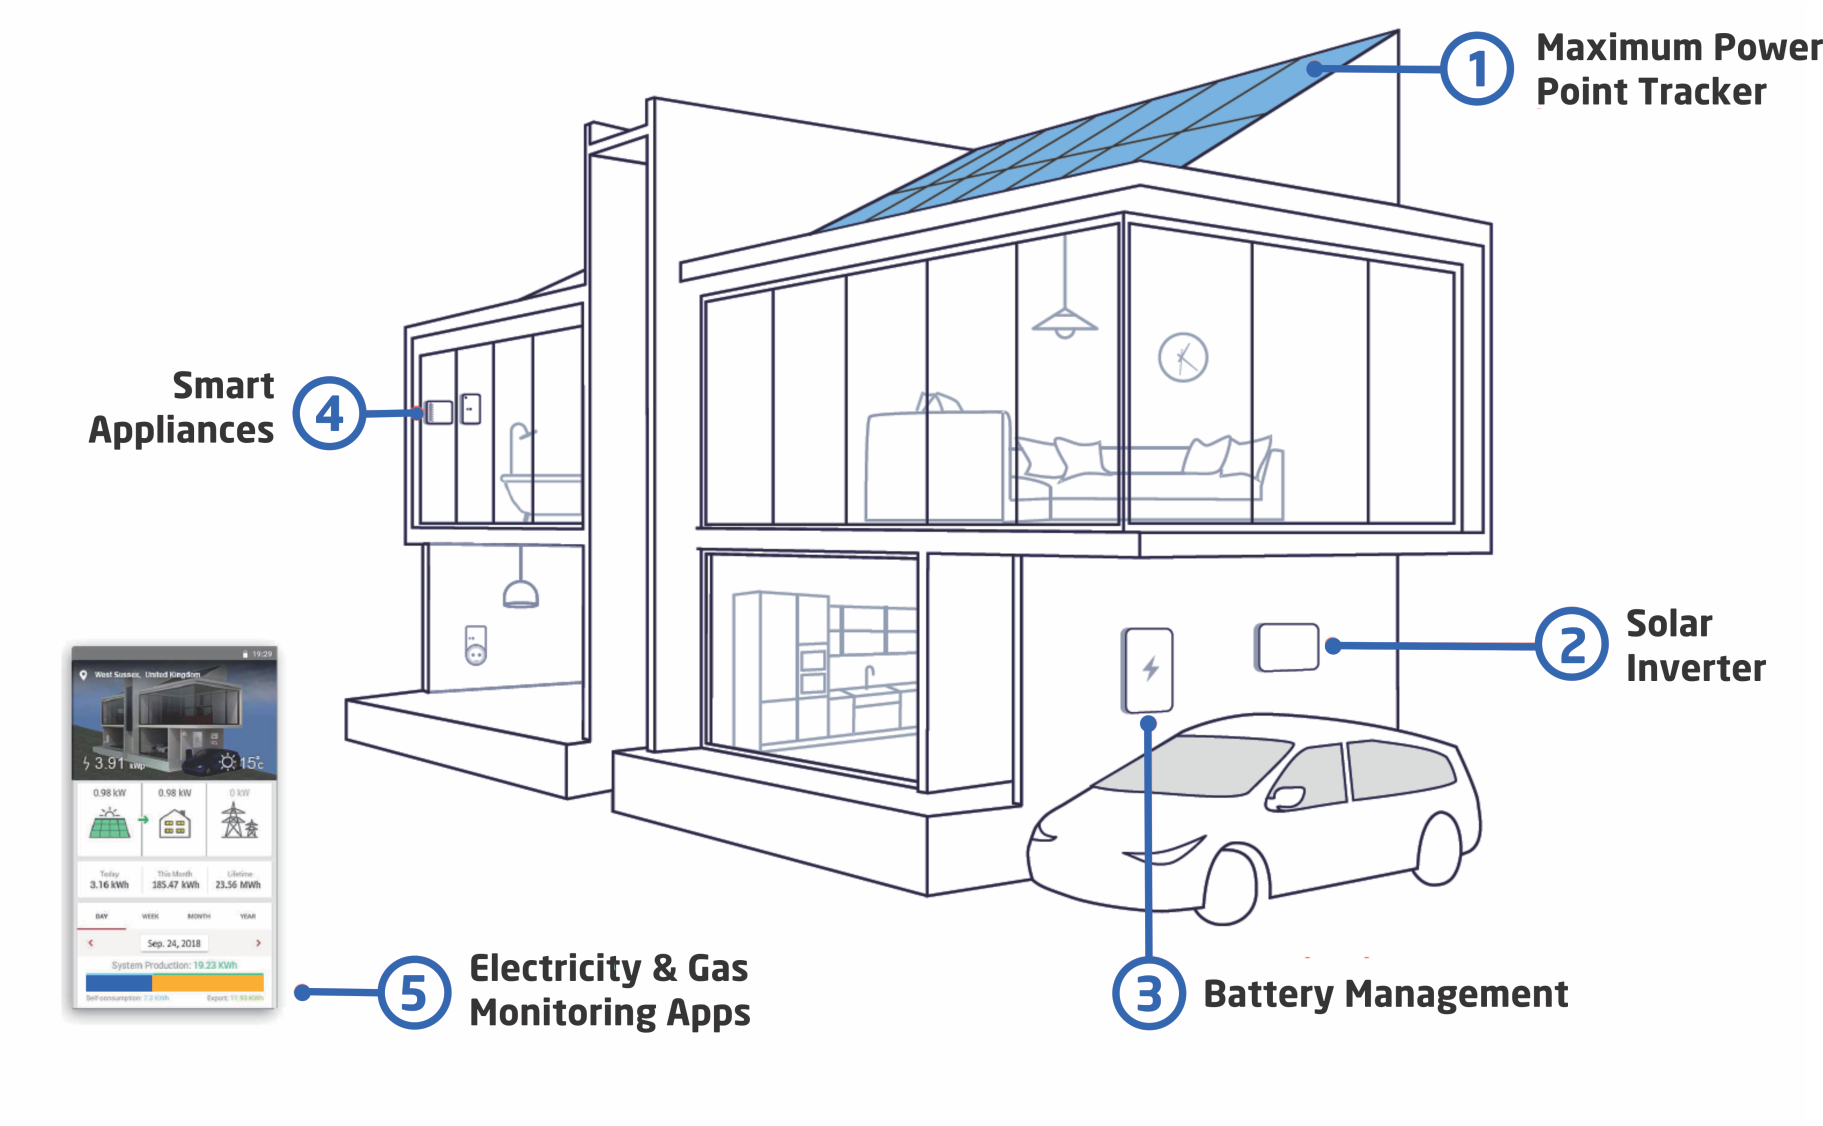 1
Maximum Power
Point Tracker
Smart
Appliances
4
2
Solar
Inverter
19:29
West Sussex, United Kingdom
3.91 kWp
15°c
0.98 kW
0.98 kW
0 kW
Today
This Month
Lifetime
3.16 kWh
185.47 kWh
23.56 MWh
DAY
WEEK
MONTH
YEAR
<
Sep. 24, 2018
>
System Production: 19.23 KWh
Self-consumption: 7.3 KWh
Export: 11.93 KWh
5
Electricity & Gas
Monitoring Apps
3
Battery Management